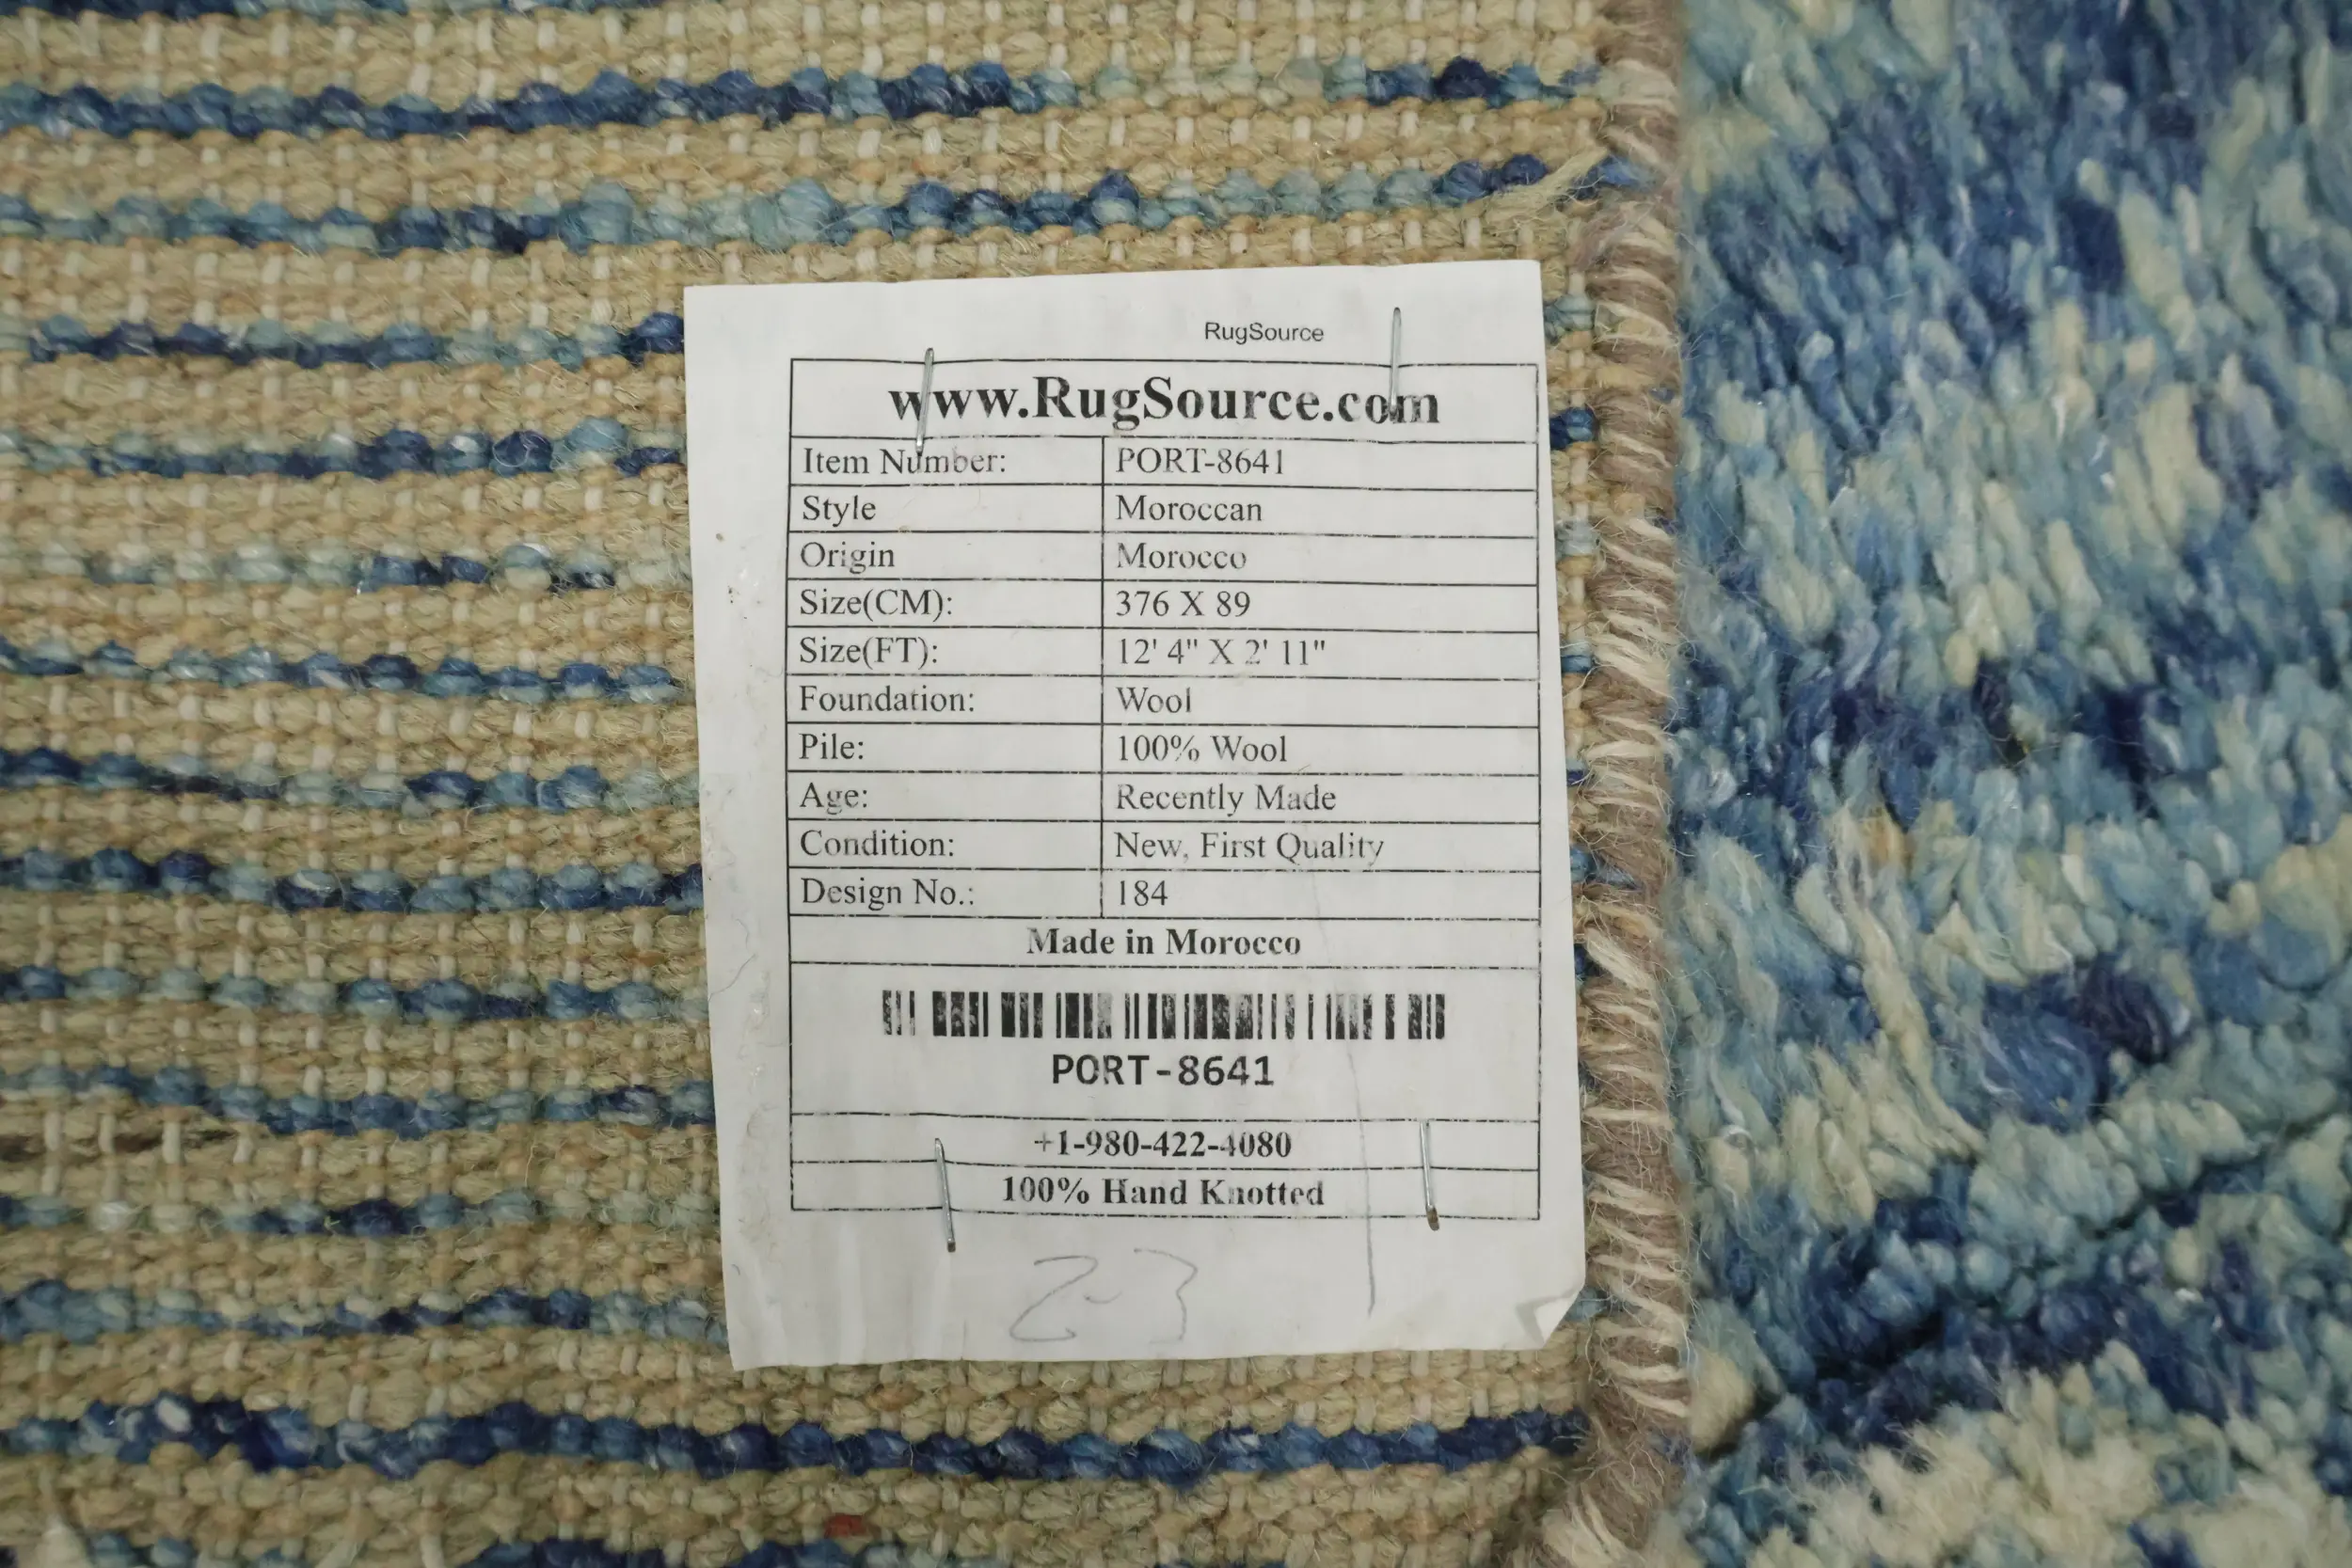 RugSource
www.RugSource.com
Item Number: PORT-8641
Style Moroccan
Origin Morocco
Size(CM): 376 X 89
Size(FT): 12' 4" X 2' 11"
Foundation: Wool
Pile: 100% Wool
Age: Recently Made
Condition: New, First Quality
Design No.: 184
Made in Morocco
PORT-8641
+1-980-422-4080
100% Hand Knotted
2-3